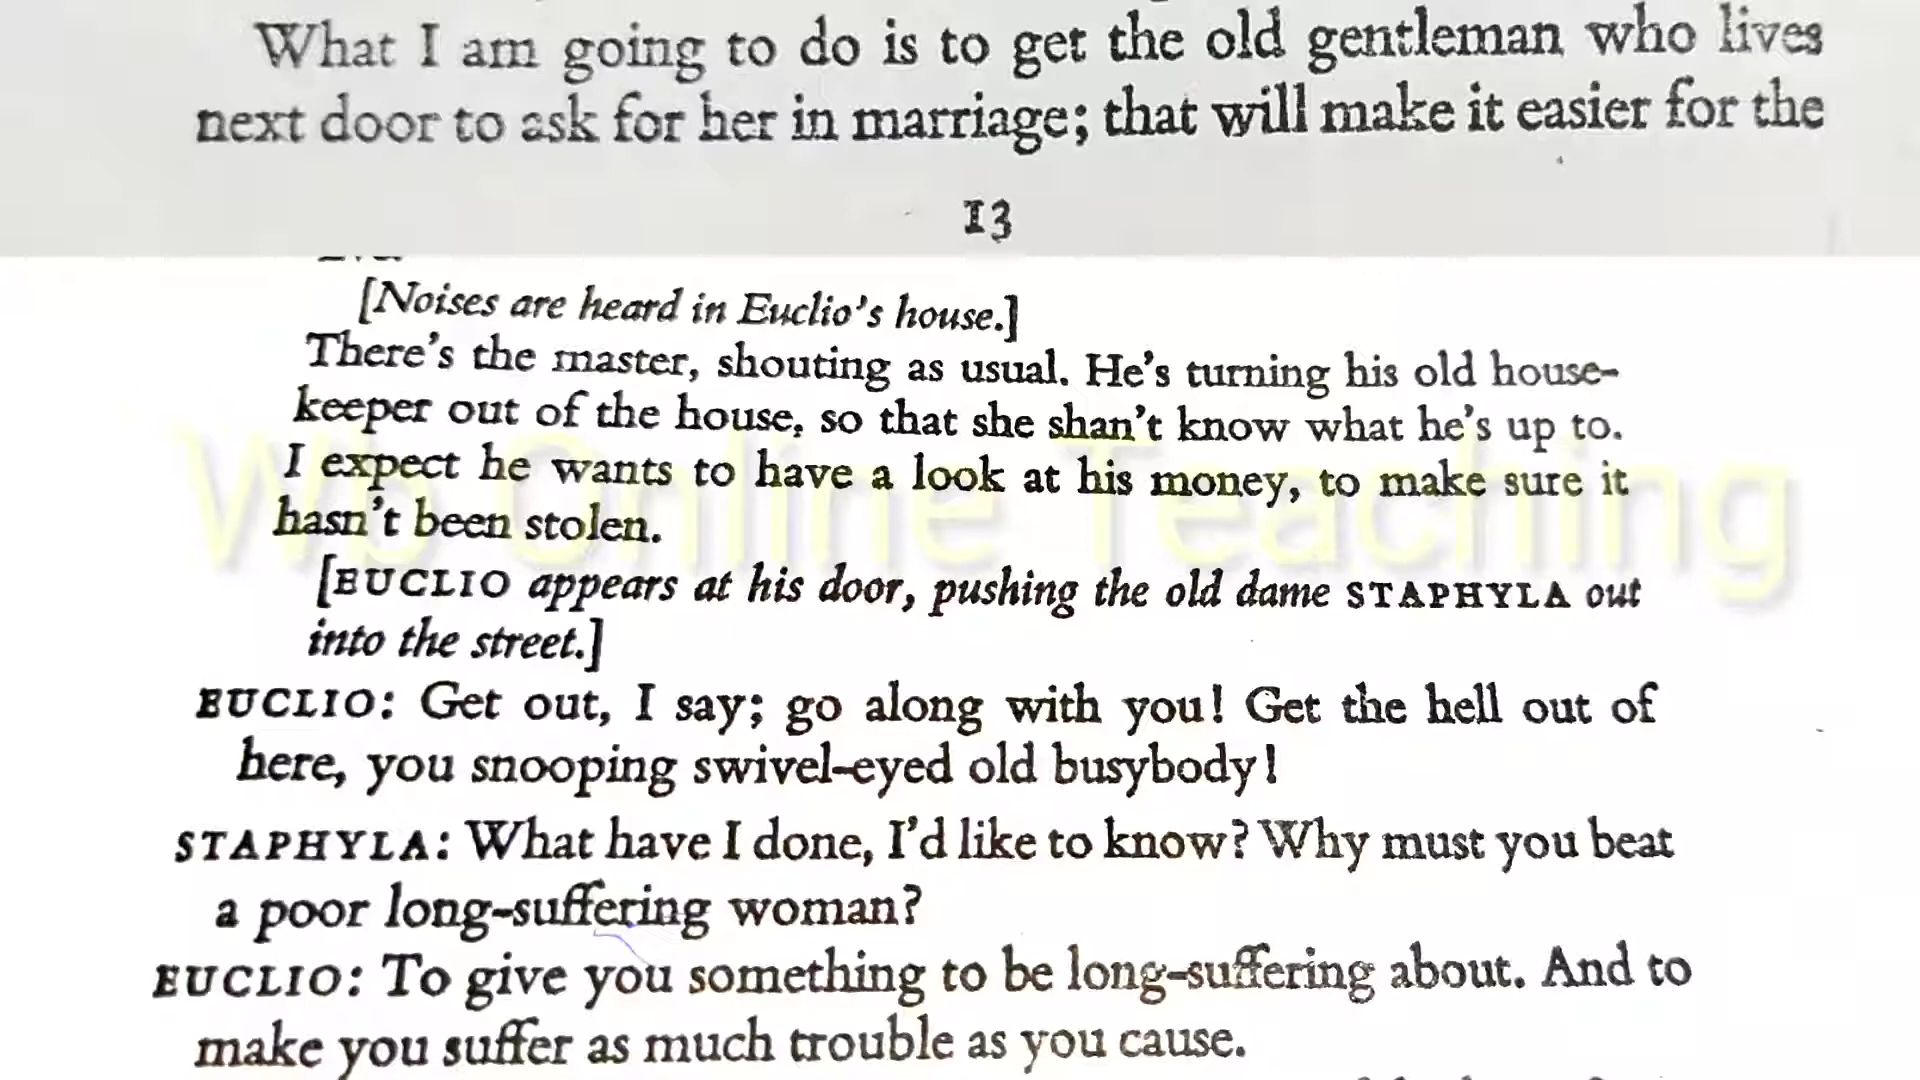 What I am going to do is to get the old gentleman who lives
next door to ask for her in marriage; that will make it easier for the
13
[Noises are heard in Euclio's house.]
There's the master, shouting as usual. He's turning his old house-
keeper out of the house, so that she shan't know what he's up to.
I expect he wants to have a look at his money, to make sure it
hasn't been stolen.
[EUCLIO appears at his door, pushing the old dame STAPHYLA out
into the street.]
EUCLIO: Get out, I say; go along with you! Get the hell out of
here, you snooping swivel-eyed old busybody!
STAPHYLA: What have I done, I'd like to know? Why must you beat
a poor long-suffering woman?
EUCLIO: To give you something to be long-suffering about. And to
make you suffer as much trouble as you cause.
Wb Online Teaching